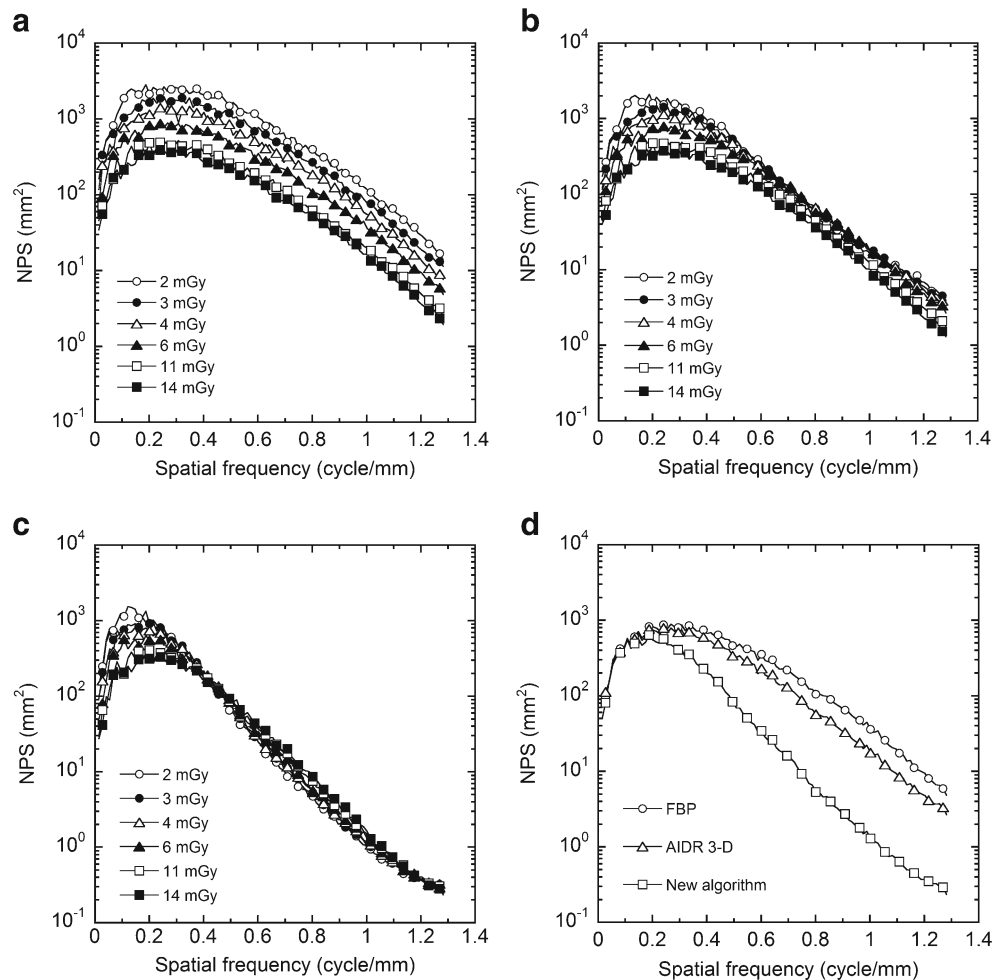 a
10^4
10^3
10^2
10^1
10^0
10^-1
NPS (mm^2)
2 mGy
3 mGy
4 mGy
6 mGy
11 mGy
14 mGy
0 0.2 0.4 0.6 0.8 1 1.2 1.4
Spatial frequency (cycle/mm)
b
10^4
10^3
10^2
10^1
10^0
10^-1
NPS (mm^2)
2 mGy
3 mGy
4 mGy
6 mGy
11 mGy
14 mGy
0 0.2 0.4 0.6 0.8 1 1.2 1.4
Spatial frequency (cycle/mm)
c
10^4
10^3
10^2
10^1
10^0
10^-1
NPS (mm^2)
2 mGy
3 mGy
4 mGy
6 mGy
11 mGy
14 mGy
0 0.2 0.4 0.6 0.8 1 1.2 1.4
Spatial frequency (cycle/mm)
d
10^4
10^3
10^2
10^1
10^0
10^-1
NPS (mm^2)
FBP
AIDR 3-D
New algorithm
0 0.2 0.4 0.6 0.8 1 1.2 1.4
Spatial frequency (cycle/mm)